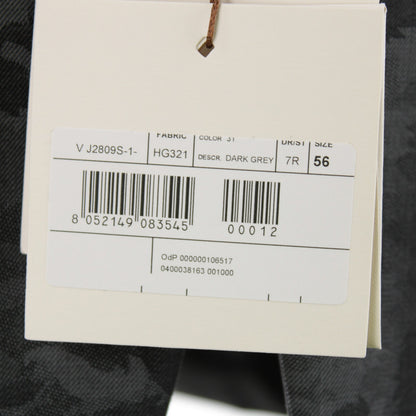 FABRIC COLOR 31 DR/ST SIZE
V J2809S-1- HG321 DESCR. DARK GREY 7R 56
8 052149 083545 00012
OdP 000000106517
0400038163 001000